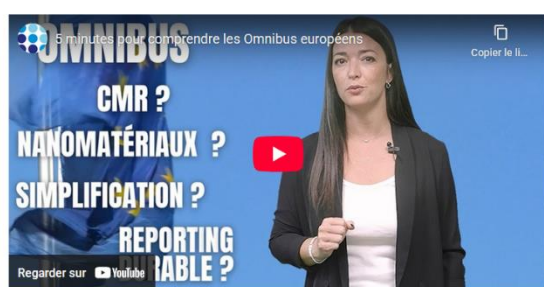 5 minutes pour comprendre les Omnibus européens
Copier le li...
OMNIBUS
CMR ?
NANOMATÉRIAUX ?
SIMPLIFICATION ?
REPORTING
DURABLE ?
Regarder sur YouTube